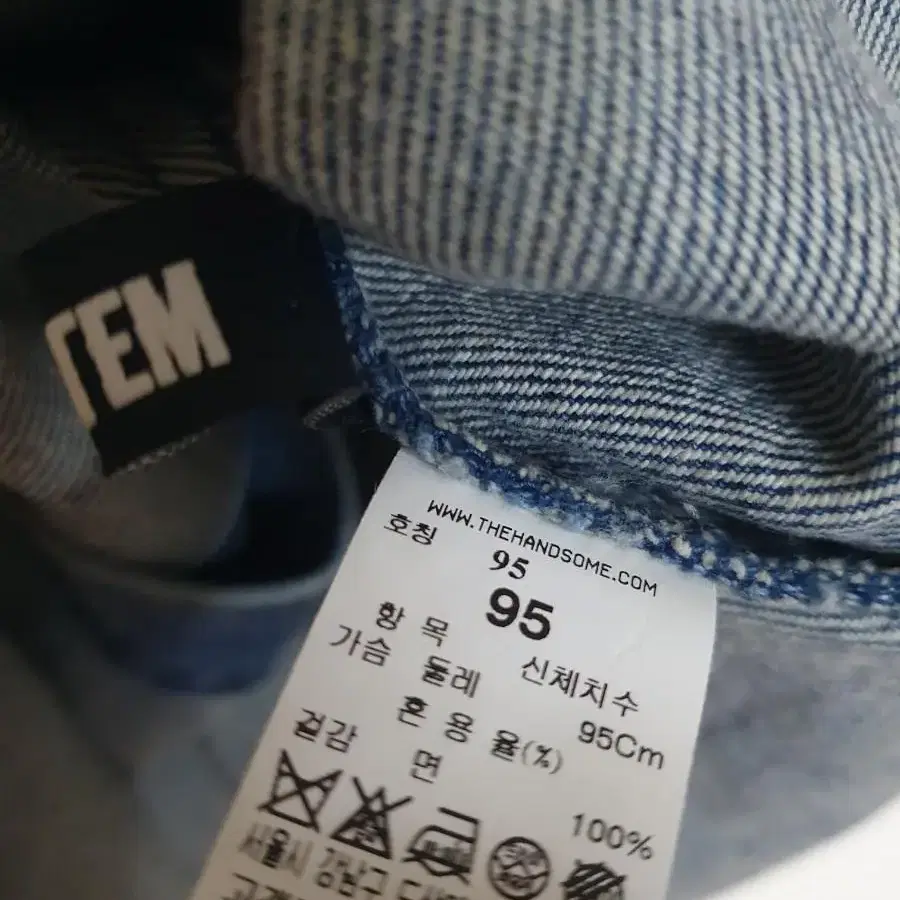 TEM
WWW.THEHANDSOME.COM
호칭 95
95
항 목 신체치수
가슴 둘레 95Cm
혼 용 율(%)
겉감 면 100%
서울시 강남구